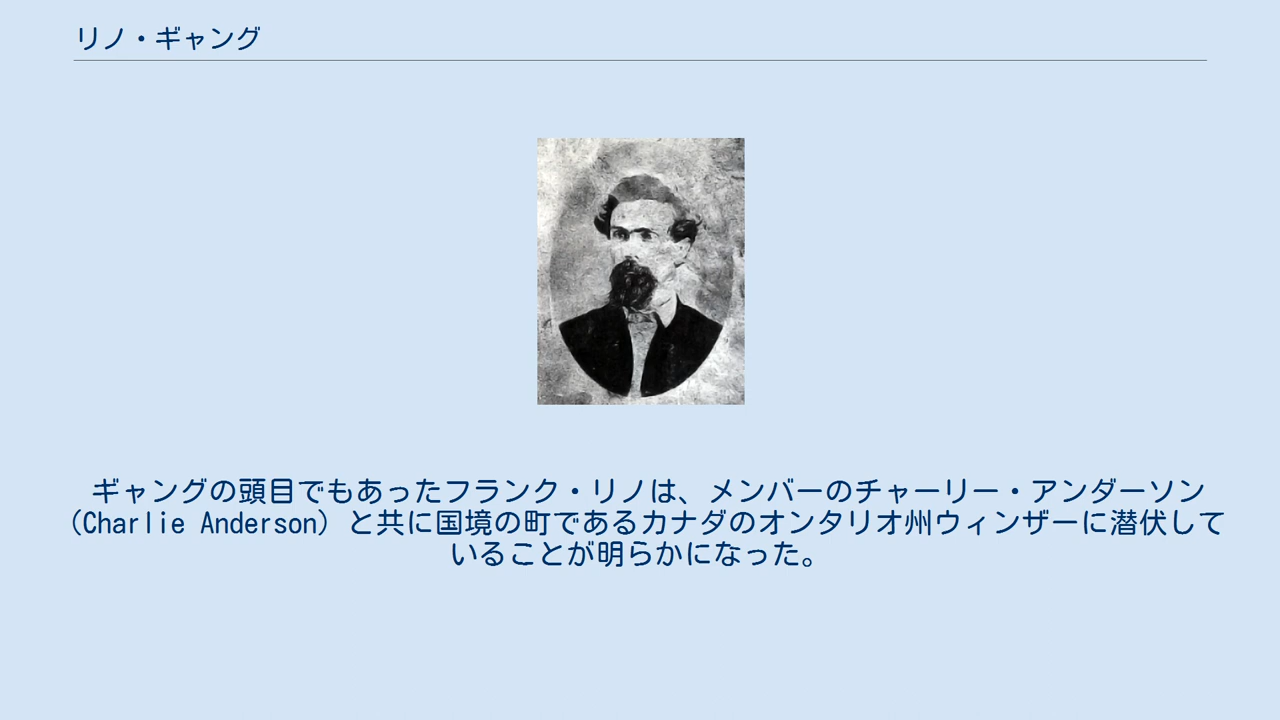 リノ・ギャング
ギャングの頭目でもあったフランク・リノは、メンバーのチャーリー・アンダーソン
(Charlie Anderson) と共に国境の町であるカナダのオンタリオ州ウィンザーに潜伏して
いることが明らかになった。